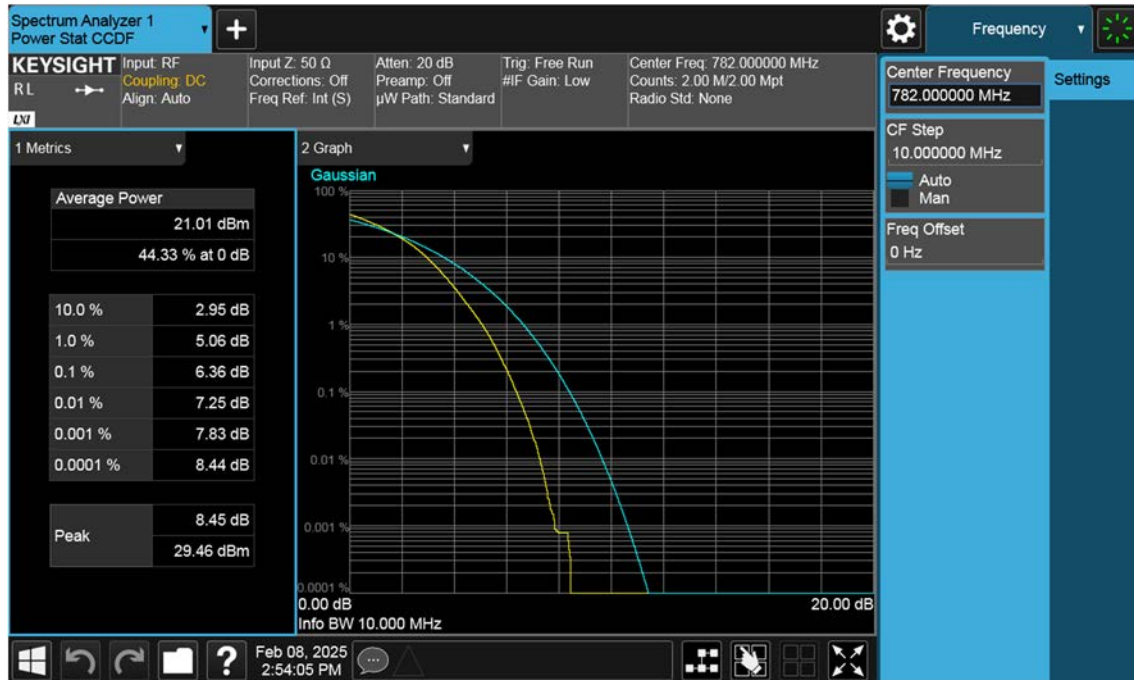 Spectrum Analyzer 1
Power Stat CCDF
+
Frequency
KEYSIGHT
RL
LXI
Input: RF
Coupling: DC
Align: Auto
Input Z: 50 Ω
Corrections: Off
Freq Ref: Int (S)
Atten: 20 dB
Preamp: Off
µW Path: Standard
Trig: Free Run
#IF Gain: Low
Center Freq: 782.000000 MHz
Counts: 2.00 M/2.00 Mpt
Radio Std: None
Center Frequency
782.000000 MHz
Settings
CF Step
10.000000 MHz
Auto
Man
Freq Offset
0 Hz
1 Metrics
Average Power
21.01 dBm
44.33 % at 0 dB
10.0 % 2.95 dB
1.0 % 5.06 dB
0.1 % 6.36 dB
0.01 % 7.25 dB
0.001 % 7.83 dB
0.0001 % 8.44 dB
Peak
8.45 dB
29.46 dBm
2 Graph
Gaussian
100 %
10 %
1 %
0.1 %
0.01 %
0.001 %
0.0001 %
0.00 dB 20.00 dB
Info BW 10.000 MHz
?
Feb 08, 2025
2:54:05 PM